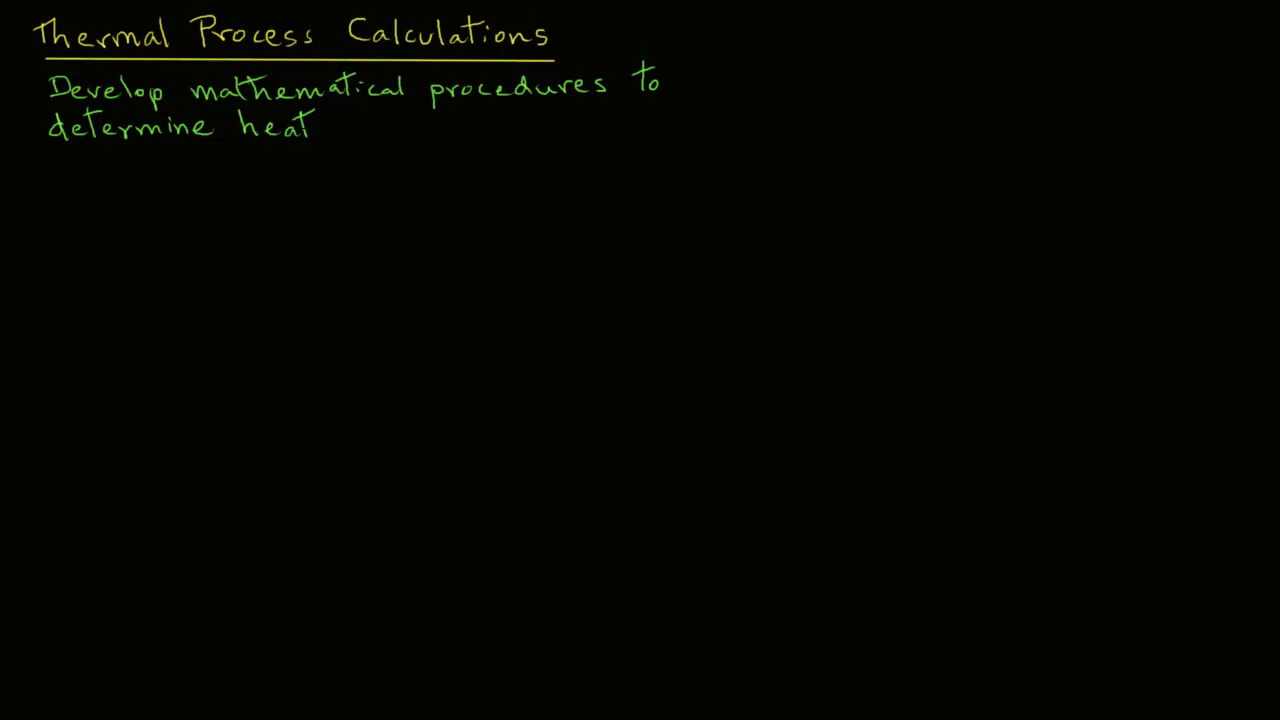 Thermal Process Calculations
Develop mathematical procedures to
determine heat